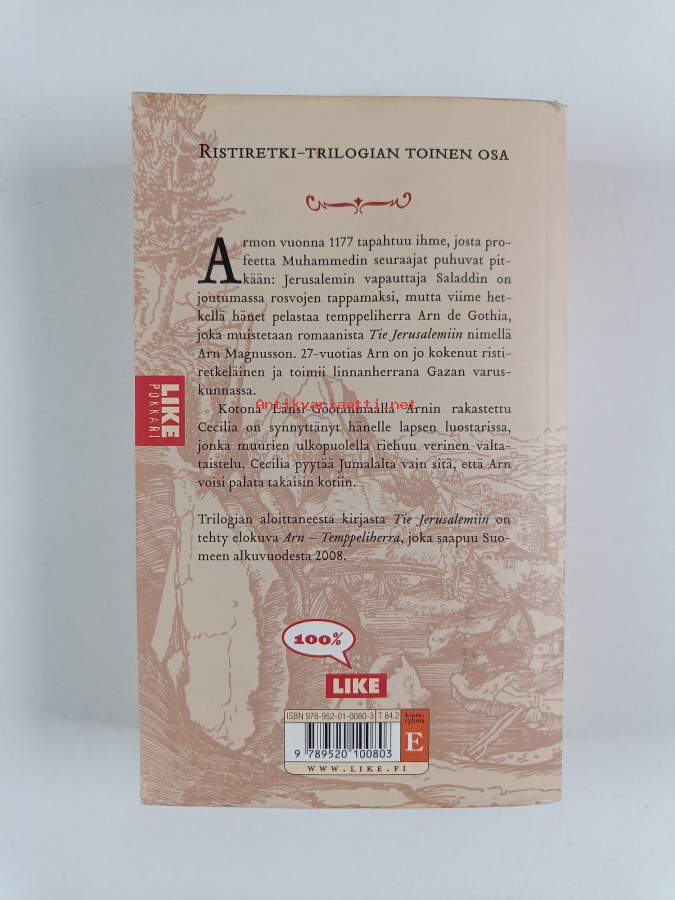 RISTIRETKI-TRILOGIAN TOINEN OSA
Armon vuonna 1177 tapahtuu ihme, josta pro-
feetta Muhammedin seuraajat puhuvat pit-
kään: Jerusalemin vapauttaja Saladdin on
joutumassa rosvojen tappamaksi, mutta viime het-
kellä hänet pelastaa temppeliherra Arn de Gothia,
joka muistetaan romaanista Tie Jerusalemiin nimellä
Arn Magnusson. 27-vuotias Arn on jo kokenut risti-
retkeläinen ja toimii linnanherrana Gazan varus-
kunnassa.
Antikvariaatti.net
Kotona Länsi-Göötanmaalla Arnin rakastettu
Cecilia on synnyttänyt hänelle lapsen luostarissa,
jonka muurien ulkopuolella riehuu verinen valta-
taistelu. Cecilia pyytää Jumalalta vain sitä, että Arn
voisi palata takaisin kotiin.
Trilogian aloittaneesta kirjasta Tie Jerusalemiin on
tehty elokuva Arn – Temppeliherra, joka saapuu Suo-
meen alkuvuodesta 2008.
LIKE
POKKARI
100%
LIKE
ISBN 978-952-01-0080-3 T 84.2
kirja-
ryhmä
E
9 789520 100803
WWW.LIKE.FI